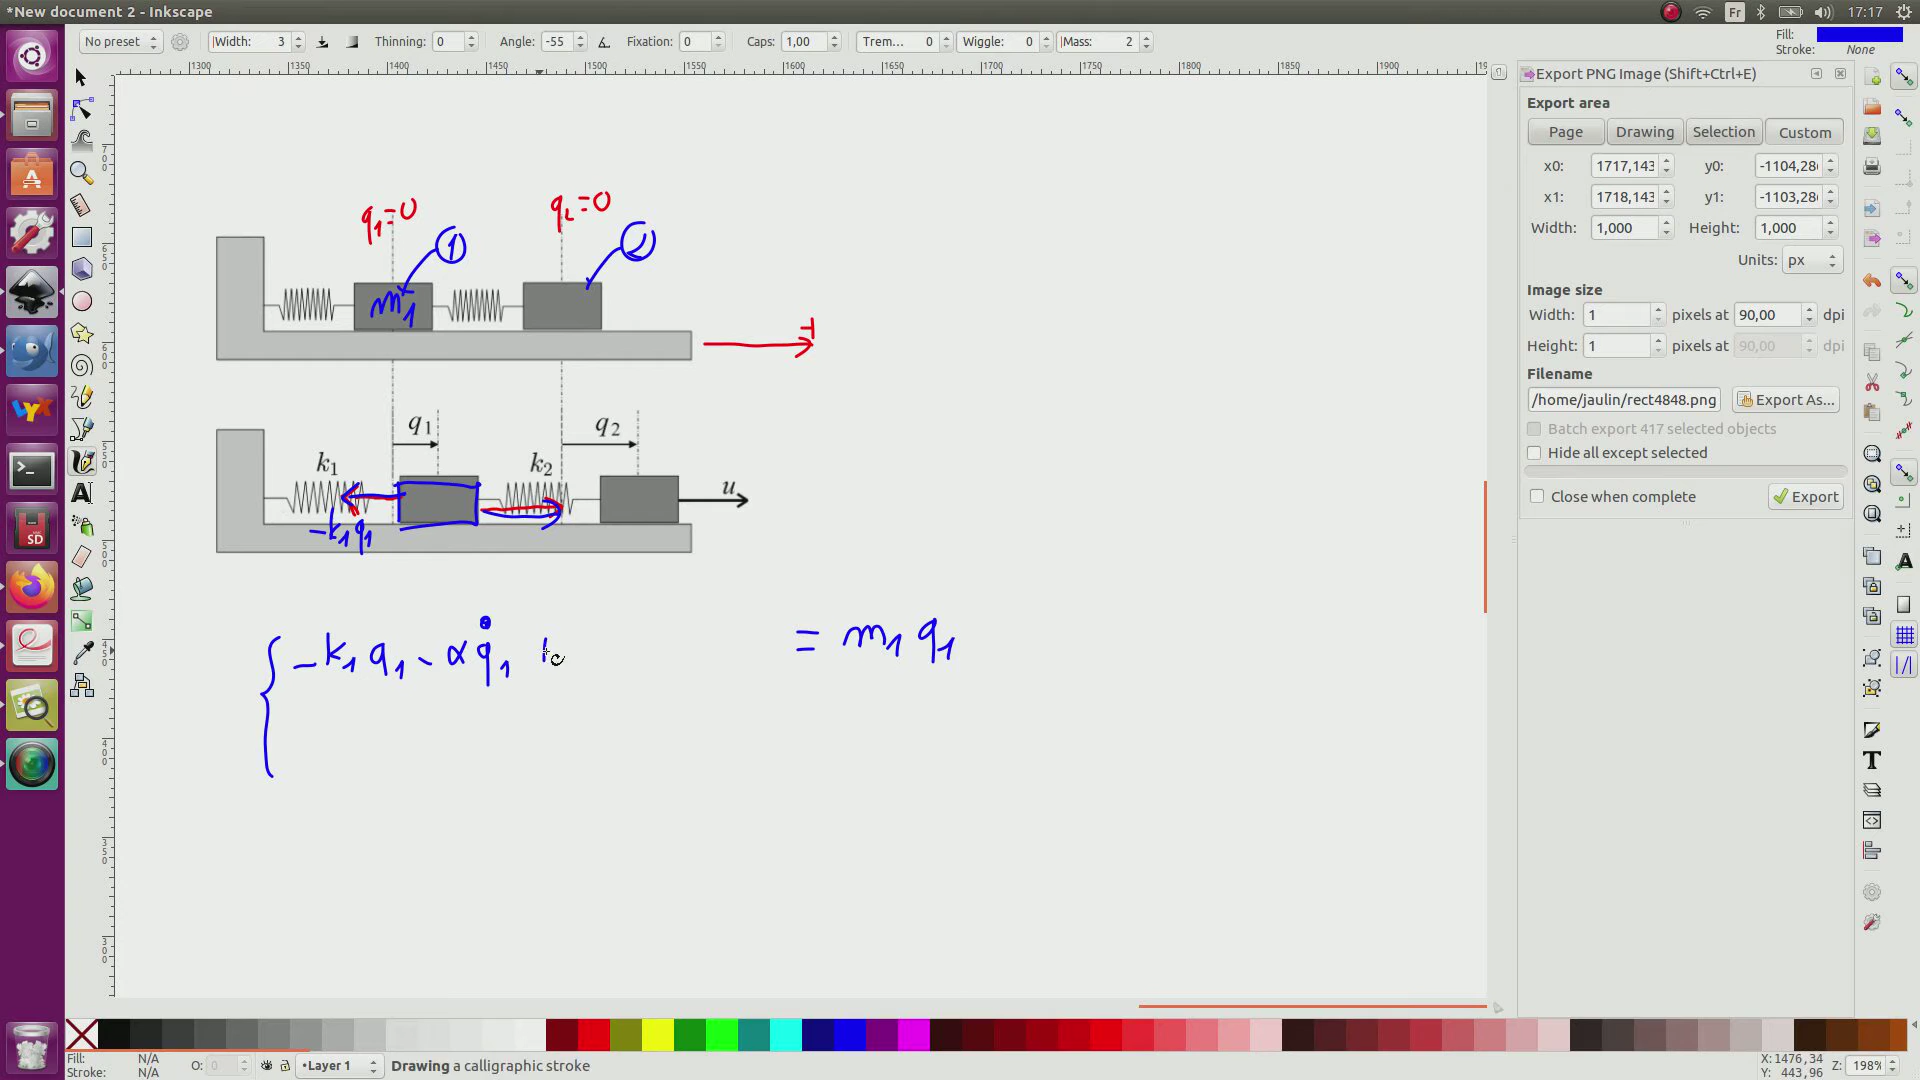 *New document 2 - Inkscape
Fr
17:17
No preset
Width: 3
Thinning: 0
Angle: -55
Fixation: 0
Caps: 1,00
Trem... 0
Wiggle: 0
Mass: 2
Fill:
Stroke: None
1300 1350 1400 1450 1500 1550 1600 1650 1700 1750 1800 1850 1900
Export PNG Image (Shift+Ctrl+E)
Export area
Page Drawing Selection Custom
x0: 1717,143 y0: -1104,28
x1: 1718,143 y1: -1103,28
Width: 1,000 Height: 1,000
Units: px
Image size
Width: 1 pixels at 90,00 dpi
Height: 1 pixels at 90,00 dpi
Filename
/home/jaulin/rect4848.png Export As...
Batch export 417 selected objects
Hide all except selected
Close when complete Export
q1=0 q2=0
1 2
m1
+
q1 q2
k1 k2
u
-k1 q1
-k1 q1 - α q̇1 = m1 q1
Fill: N/A
Stroke: N/A
O: 0
Layer 1
Drawing a calligraphic stroke
X: 1476,34
Y: 443,96
Z: 198%